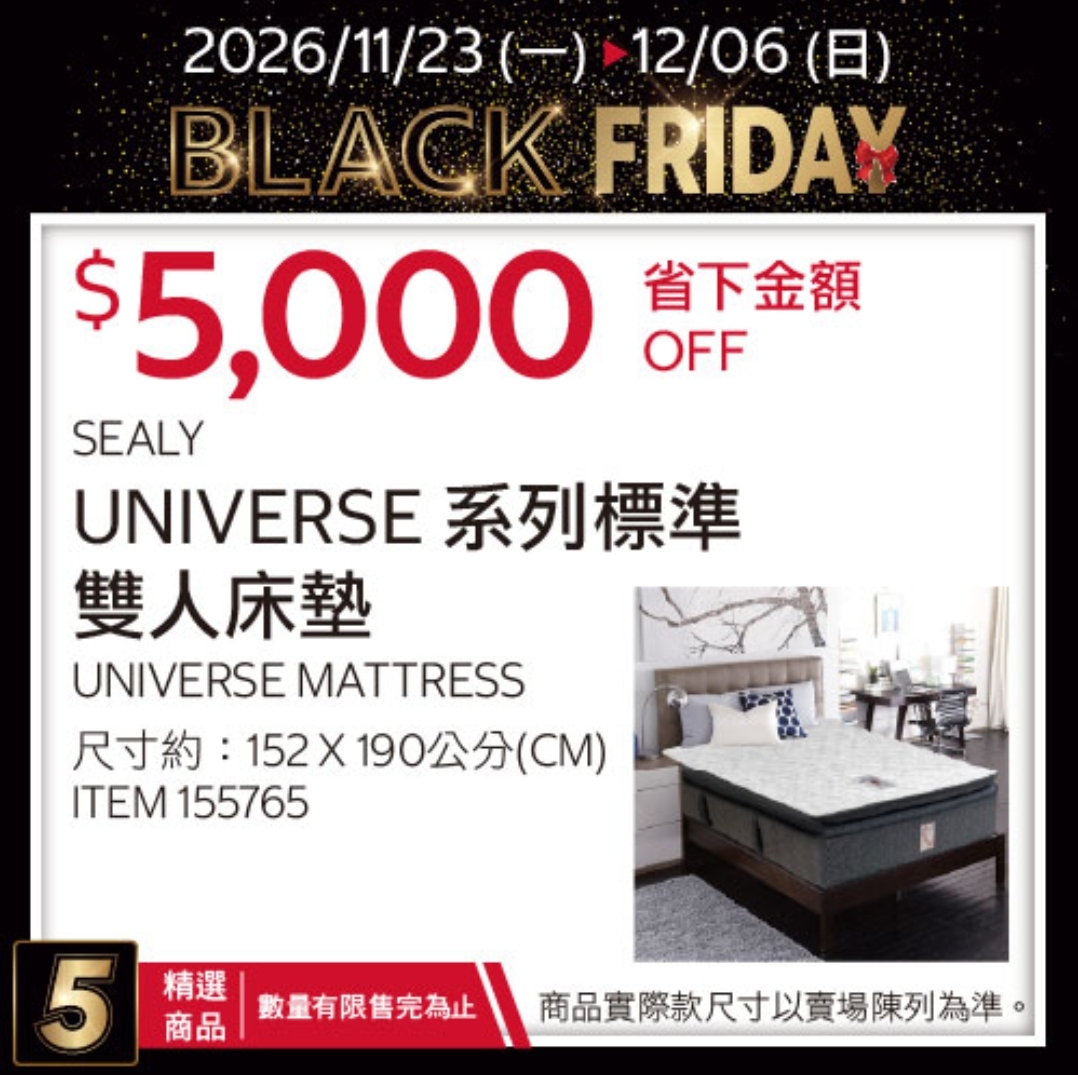 2026/11/23 (一) ▶ 12/06 (日)
BLACK FRIDAY
$5,000 省下金額
OFF
SEALY
UNIVERSE 系列標準
雙人床墊
UNIVERSE MATTRESS
尺寸約：152 X 190公分(CM)
ITEM 155765
5
精選
商品
數量有限售完為止
商品實際款尺寸以賣場陳列為準。